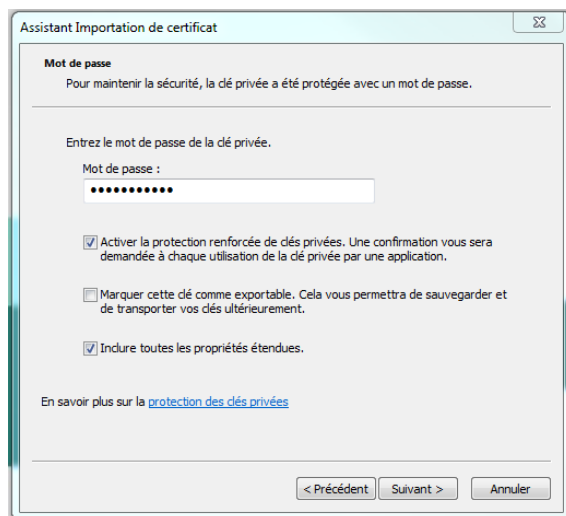 Assistant Importation de certificat
Mot de passe
Pour maintenir la sécurité, la clé privée a été protégée avec un mot de passe.
Entrez le mot de passe de la clé privée.
Mot de passe :
•••••••••••
Activer la protection renforcée de clés privées. Une confirmation vous sera
demandée à chaque utilisation de la clé privée par une application.
Marquer cette clé comme exportable. Cela vous permettra de sauvegarder et
de transporter vos clés ultérieurement.
Inclure toutes les propriétés étendues.
En savoir plus sur la protection des clés privées
< Précédent Suivant > Annuler